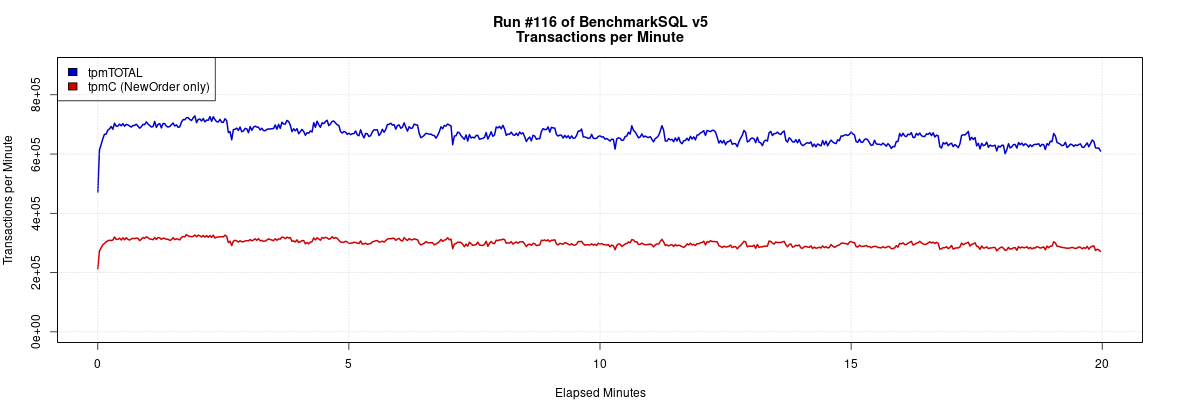 Run #116 of BenchmarkSQL v5
Transactions per Minute
tpmTOTAL
tpmC (NewOrder only)
Transactions per Minute
8e+05
6e+05
4e+05
2e+05
0e+00
0 5 10 15 20
Elapsed Minutes